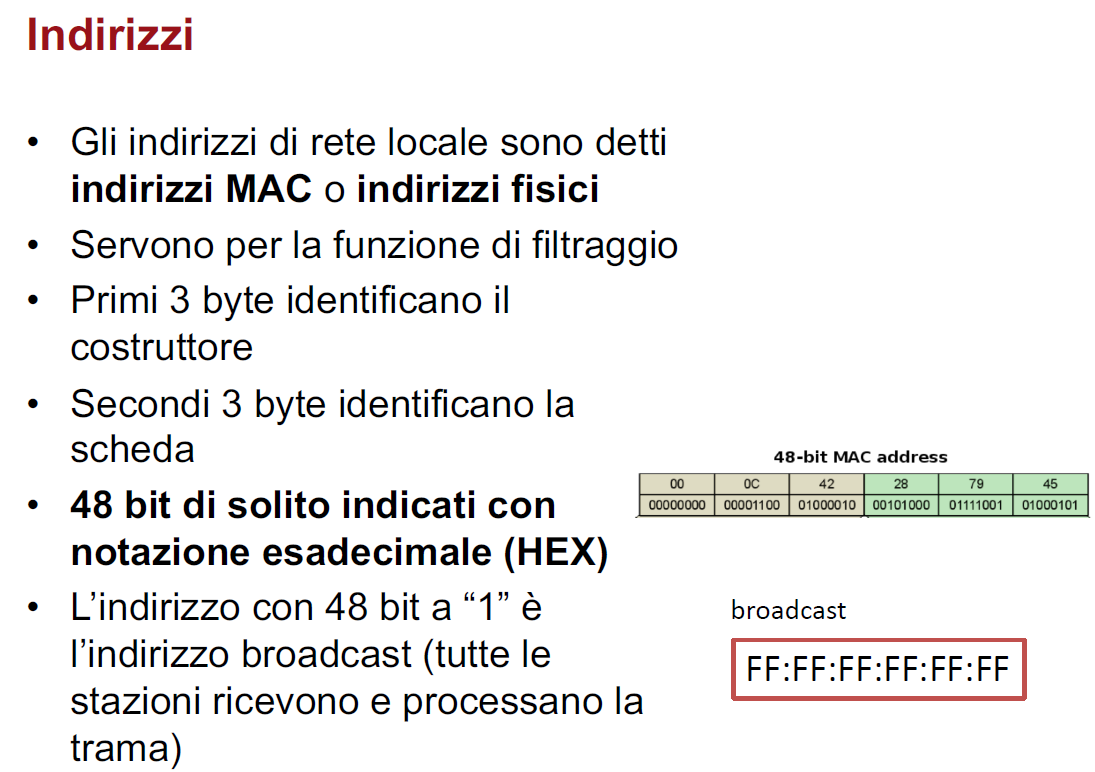 Indirizzi
• Gli indirizzi di rete locale sono detti
indirizzi MAC o indirizzi fisici
• Servono per la funzione di filtraggio
• Primi 3 byte identificano il
costruttore
• Secondi 3 byte identificano la
scheda
• 48 bit di solito indicati con
notazione esadecimale (HEX)
• L’indirizzo con 48 bit a “1” è
l’indirizzo broadcast (tutte le
stazioni ricevono e processano la
trama)
48-bit MAC address
00 0C 42 28 79 45
00000000 00001100 01000010 00101000 01111001 01000101
broadcast
FF:FF:FF:FF:FF:FF